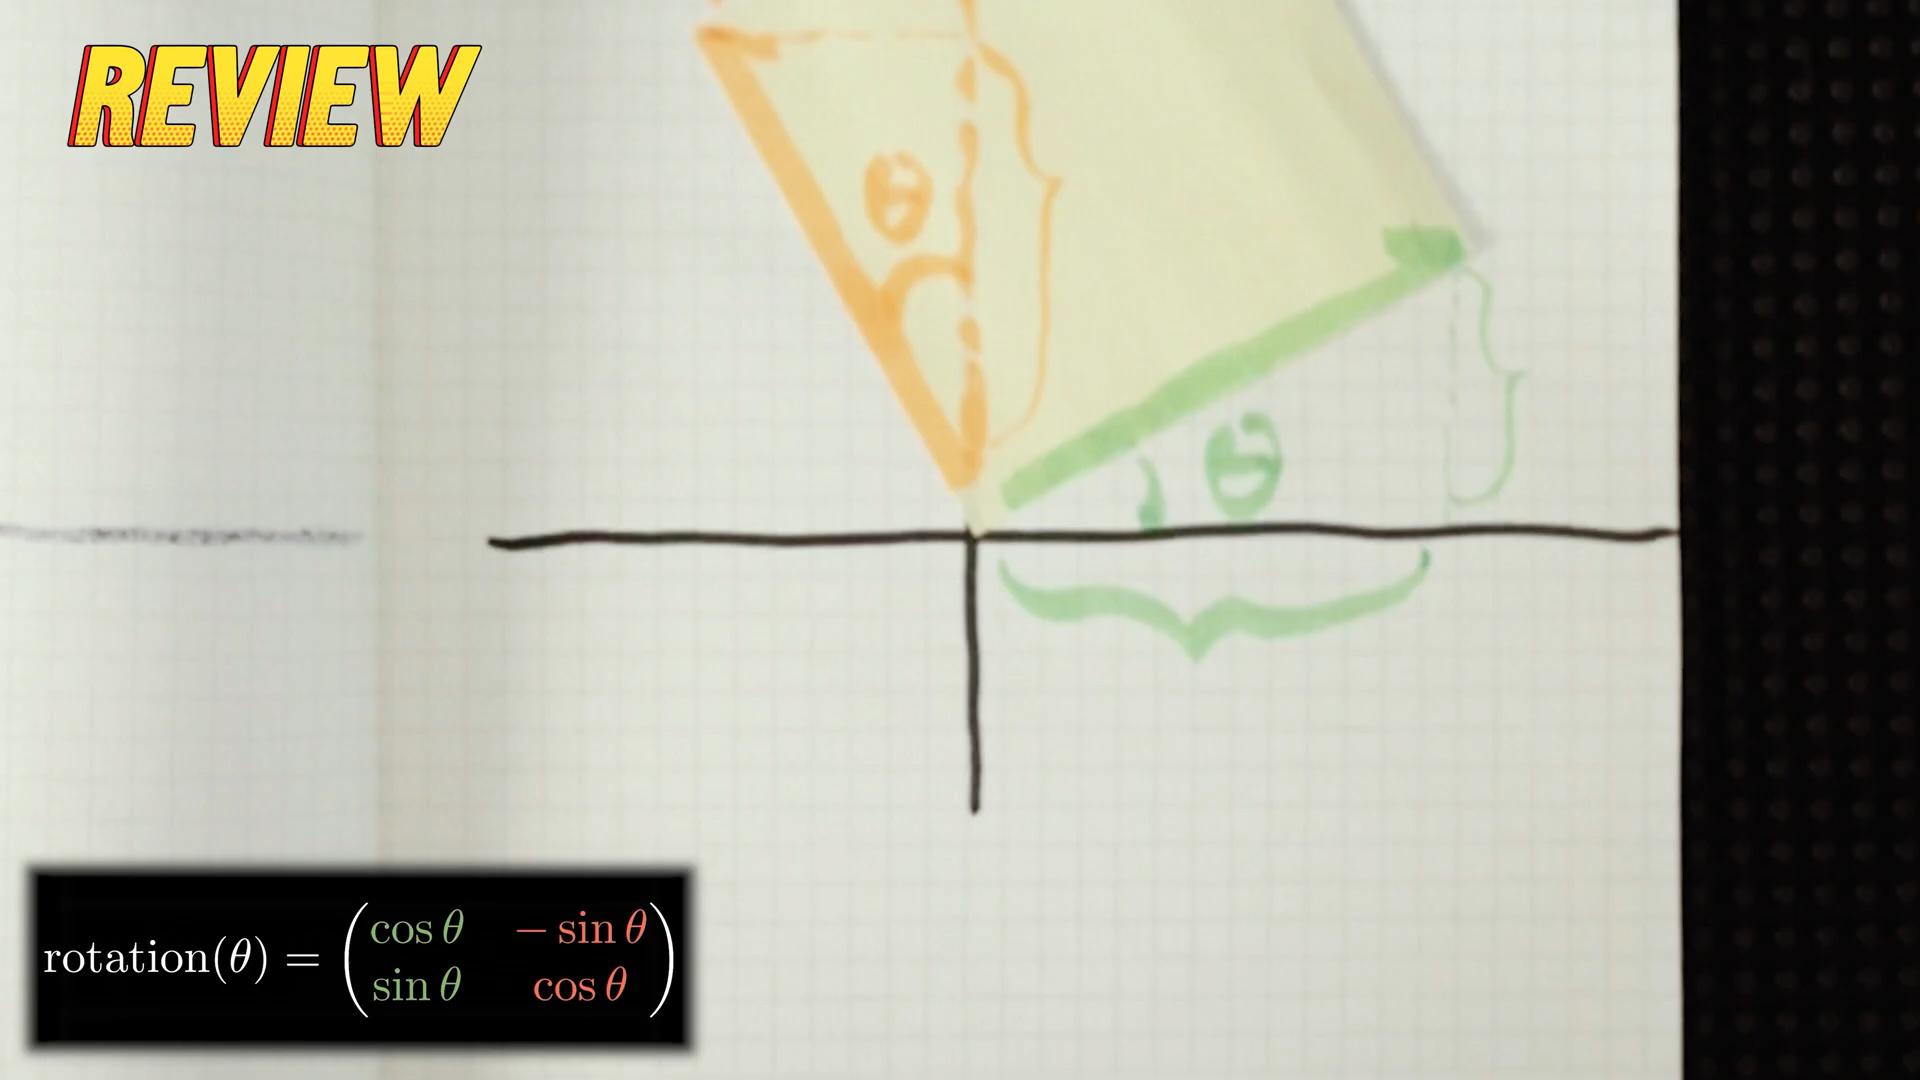 REVIEW
θ
θ
rotation(θ) = (cos θ − sin θ
sin θ cos θ)